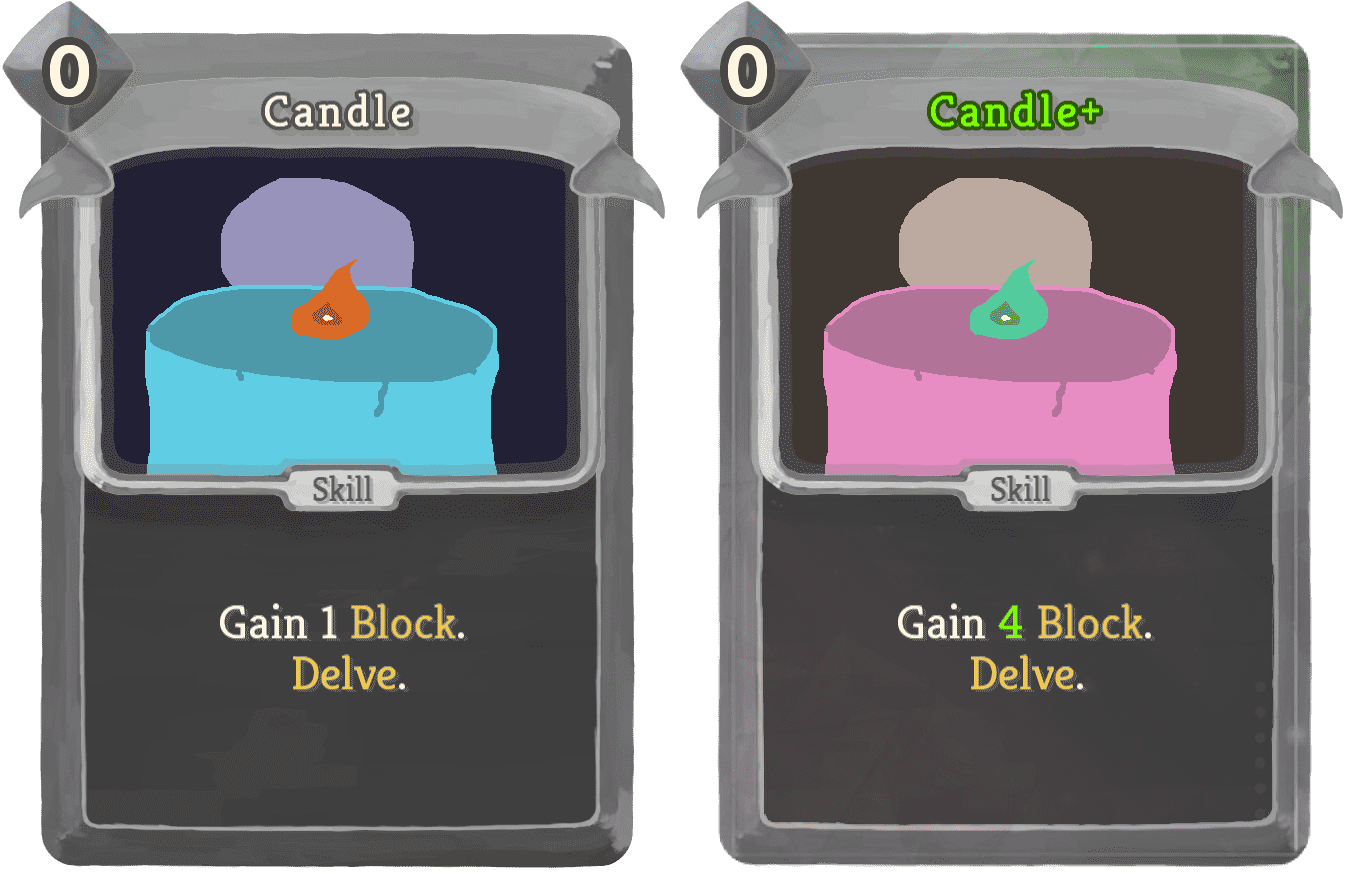 0
Candle
Skill
Gain 1 Block.
Delve.
0
Candle+
Skill
Gain 4 Block.
Delve.